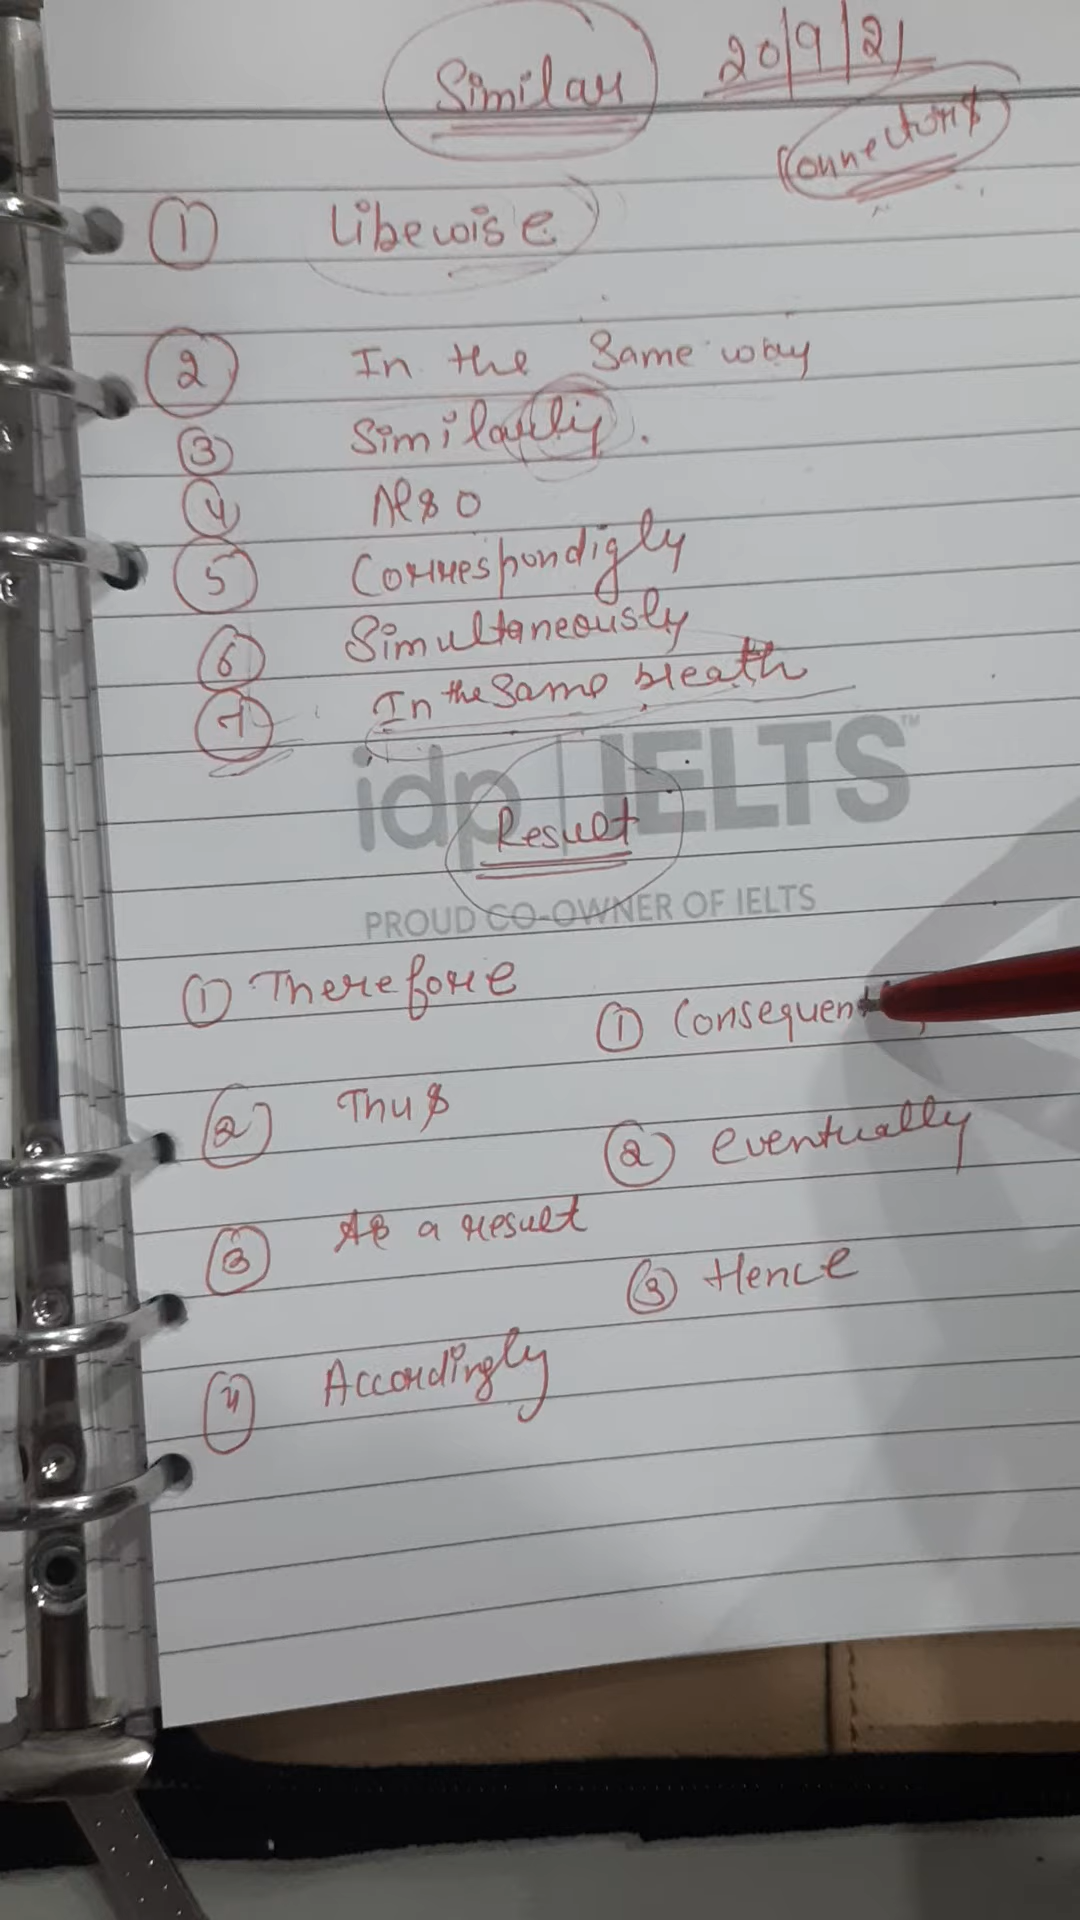 Similar
20/9/21
Connectors
1 Likewise
2 In the Same way
3 Similarly.
4 Also
5 Correspondigly
6 Simultaneously
7 In the Same breath
idp IELTS™
Result
PROUD CO-OWNER OF IELTS
1 Therefore
1 Consequent
2 Thus
2 eventually
3 As a result
3 Hence
4 Accordingly